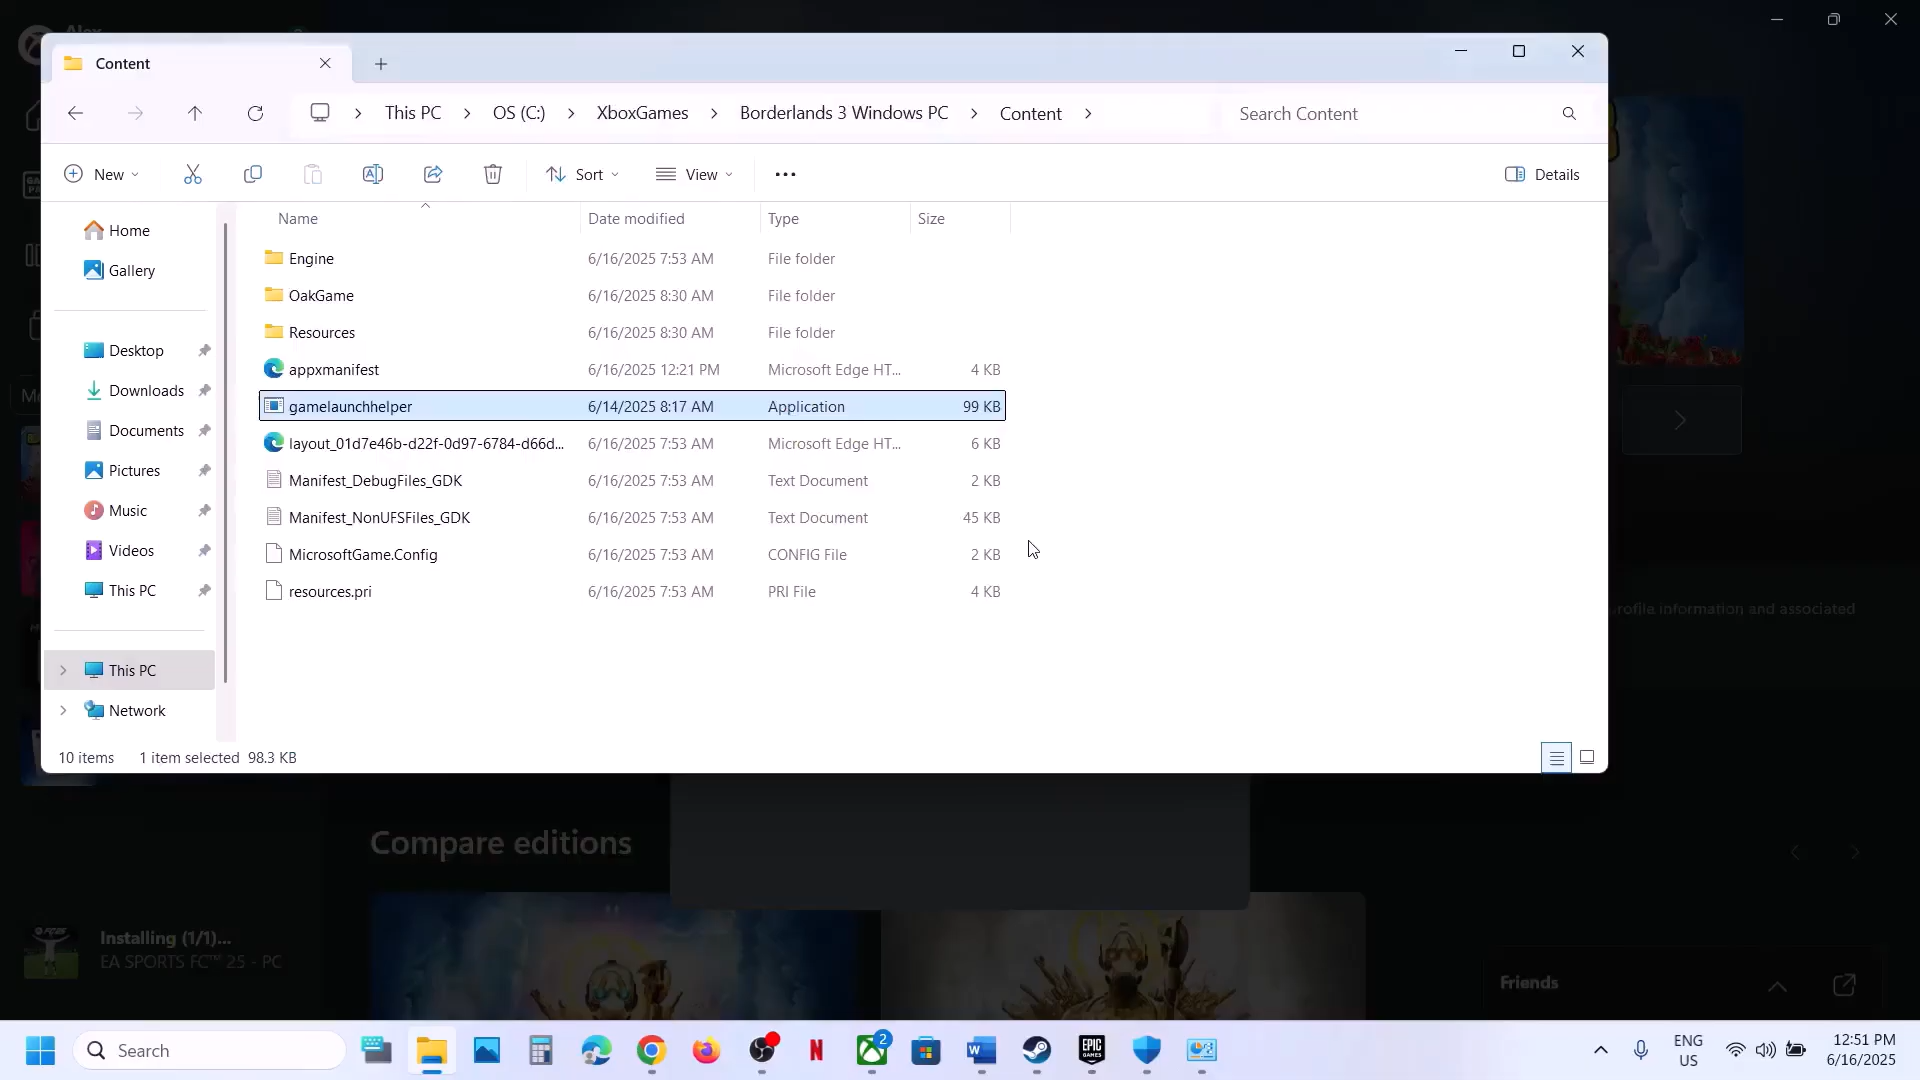 Alex
Content
This PC
OS (C:)
XboxGames
Borderlands 3 Windows PC
Content
Search Content
New
Sort
View
Details
Name
Date modified
Type
Size
Home
Gallery
Desktop
Downloads
Documents
Pictures
Music
Videos
This PC
This PC
Network
Engine 6/16/2025 7:53 AM File folder
OakGame 6/16/2025 8:30 AM File folder
Resources 6/16/2025 8:30 AM File folder
appxmanifest 6/16/2025 12:21 PM Microsoft Edge HT... 4 KB
gamelaunchhelper 6/14/2025 8:17 AM Application 99 KB
layout_01d7e46b-d22f-0d97-6784-d66d... 6/16/2025 7:53 AM Microsoft Edge HT... 6 KB
Manifest_DebugFiles_GDK 6/16/2025 7:53 AM Text Document 2 KB
Manifest_NonUFSFiles_GDK 6/16/2025 7:53 AM Text Document 45 KB
MicrosoftGame.Config 6/16/2025 7:53 AM CONFIG File 2 KB
resources.pri 6/16/2025 7:53 AM PRI File 4 KB
10 items 1 item selected 98.3 KB
profile information and associated
Compare editions
Installing (1/1)...
EA SPORTS FC™ 25 - PC
Friends
Search
2
ENG
US
12:51 PM
6/16/2025